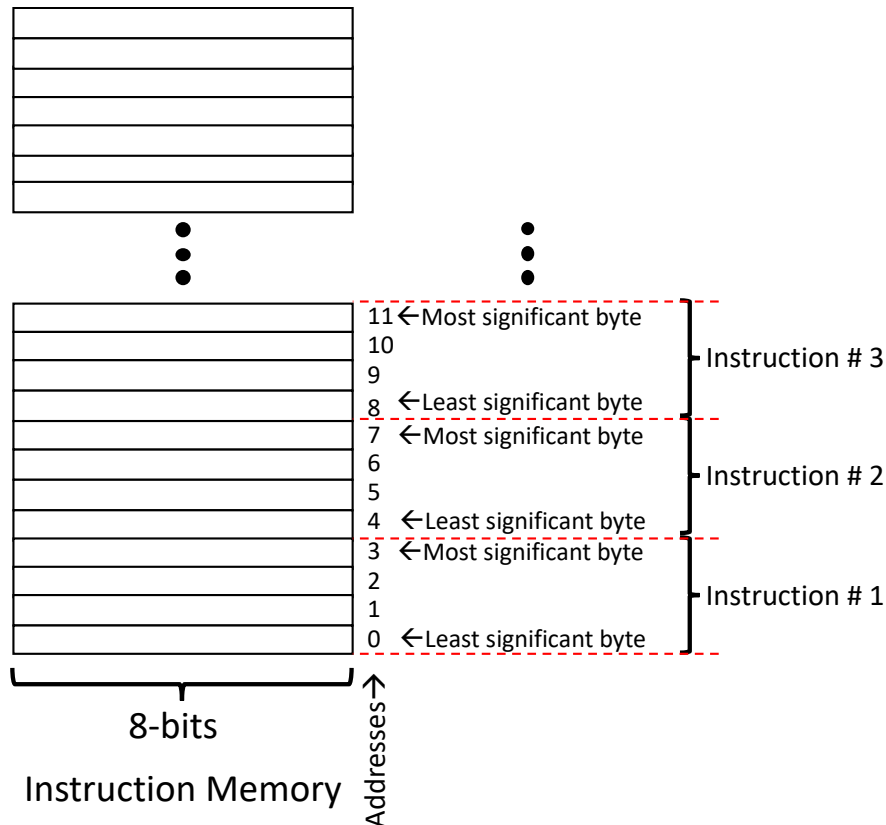 11 ←Most significant byte
10
9
8 ←Least significant byte
Instruction # 3
7 ←Most significant byte
6
5
4 ←Least significant byte
Instruction # 2
3 ←Most significant byte
2
1
0 ←Least significant byte
Instruction # 1
8-bits
Instruction Memory
Addresses→